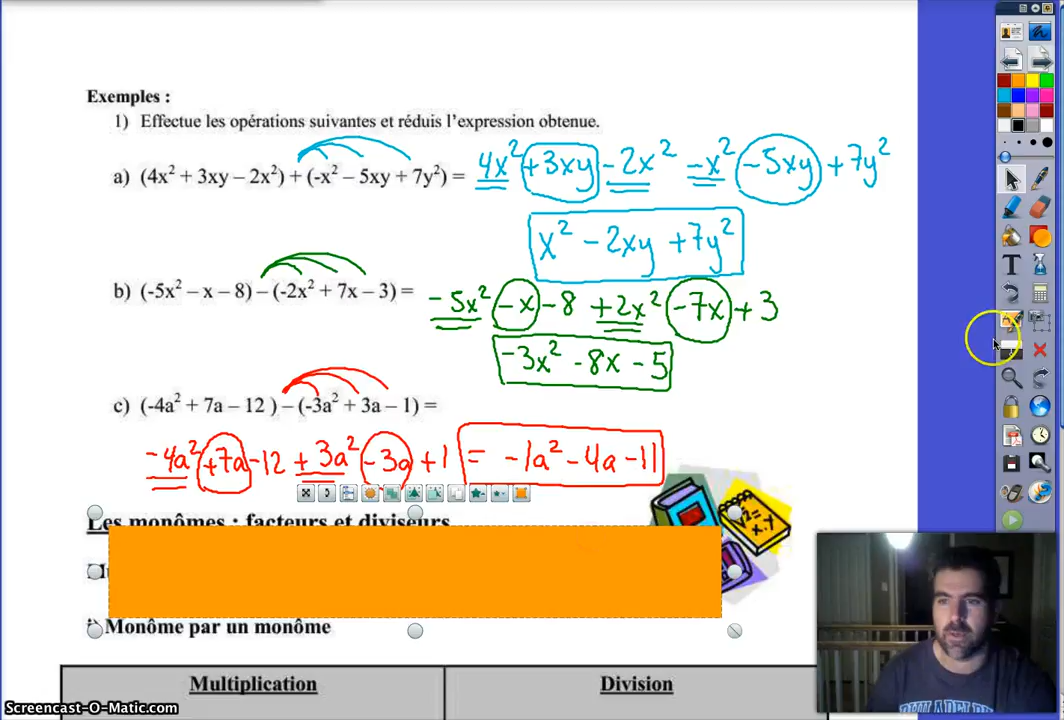 Exemples :
1) Effectue les opérations suivantes et réduis l'expression obtenue.
a) (4x² + 3xy – 2x²) + (-x² – 5xy + 7y²) = 4x² +3xy -2x² -x² -5xy +7y²
x² -2xy +7y²
b) (-5x² – x – 8) – (-2x² + 7x – 3) = -5x² -x -8 +2x² -7x +3
-3x² -8x -5
c) (-4a² + 7a – 12 ) – (-3a² + 3a – 1) =
-4a² +7a -12 +3a² -3a +1 = -1a² -4a -11
Les monômes : facteurs et diviseurs
Monôme par un monôme
Multiplication Division
Screencast-O-Matic.com